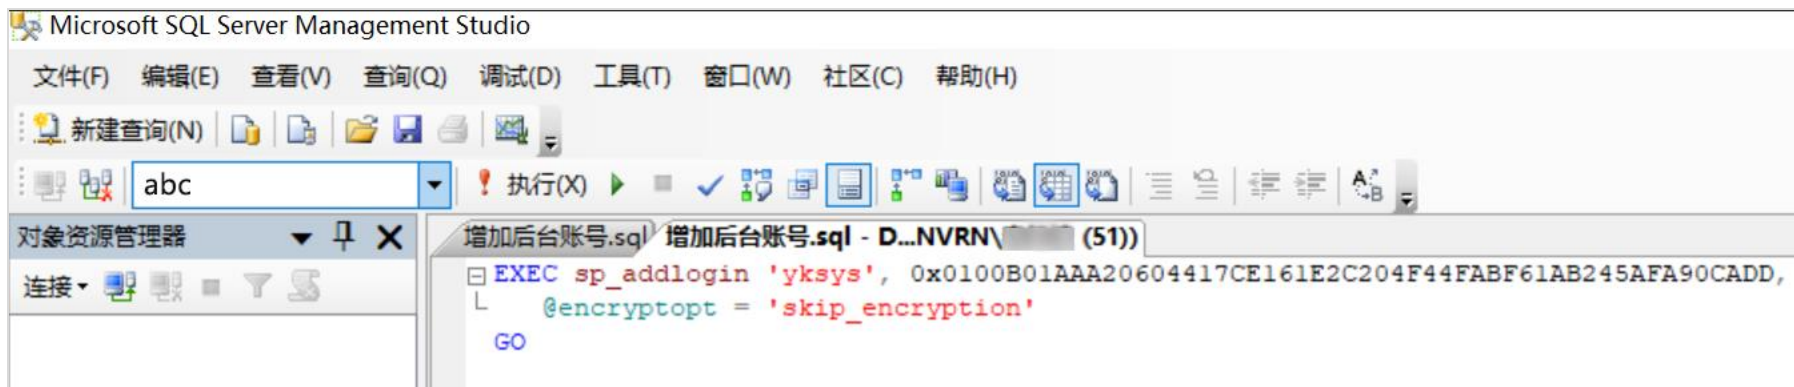 Microsoft SQL Server Management Studio
文件(F) 编辑(E) 查看(V) 查询(Q) 调试(D) 工具(T) 窗口(W) 社区(C) 帮助(H)
新建查询(N)
abc 执行(X)
对象资源管理器
增加后台账号.sql 增加后台账号.sql - D...NVRN\ (51))
连接
EXEC sp_addlogin 'yksys', 0x0100B01AAA20604417CE161E2C204F44FABF61AB245AFA90CADD,
@encryptopt = 'skip_encryption'
GO